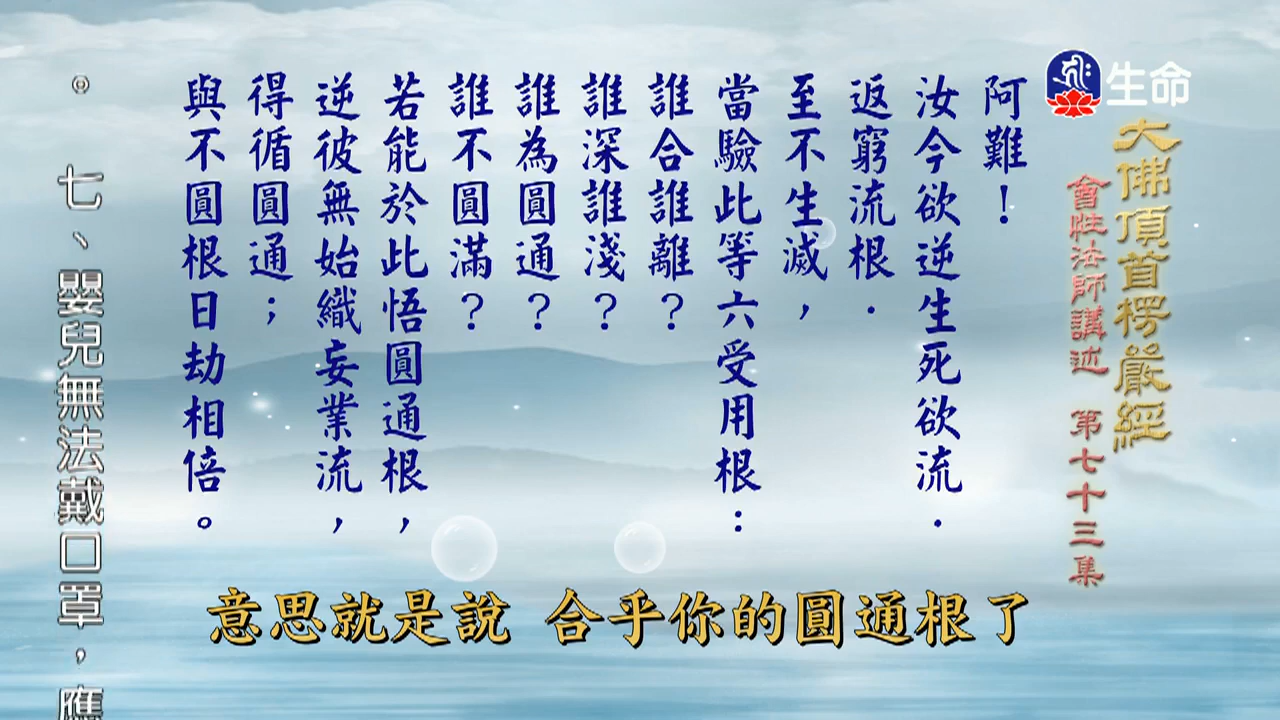 生命
大佛頂首楞嚴經
會性法師講述 第七十三集
阿難！
汝今欲逆生死欲流．
返窮流根．
至不生滅，
當驗此等六受用根：
誰合誰離？
誰深誰淺？
誰為圓通？
誰不圓滿？
若能於此悟圓通根，
逆彼無始織妄業流，
得循圓通；
與不圓根日劫相倍。
。 七、嬰兒無法戴口罩，應
意思就是說 合乎你的圓通根了